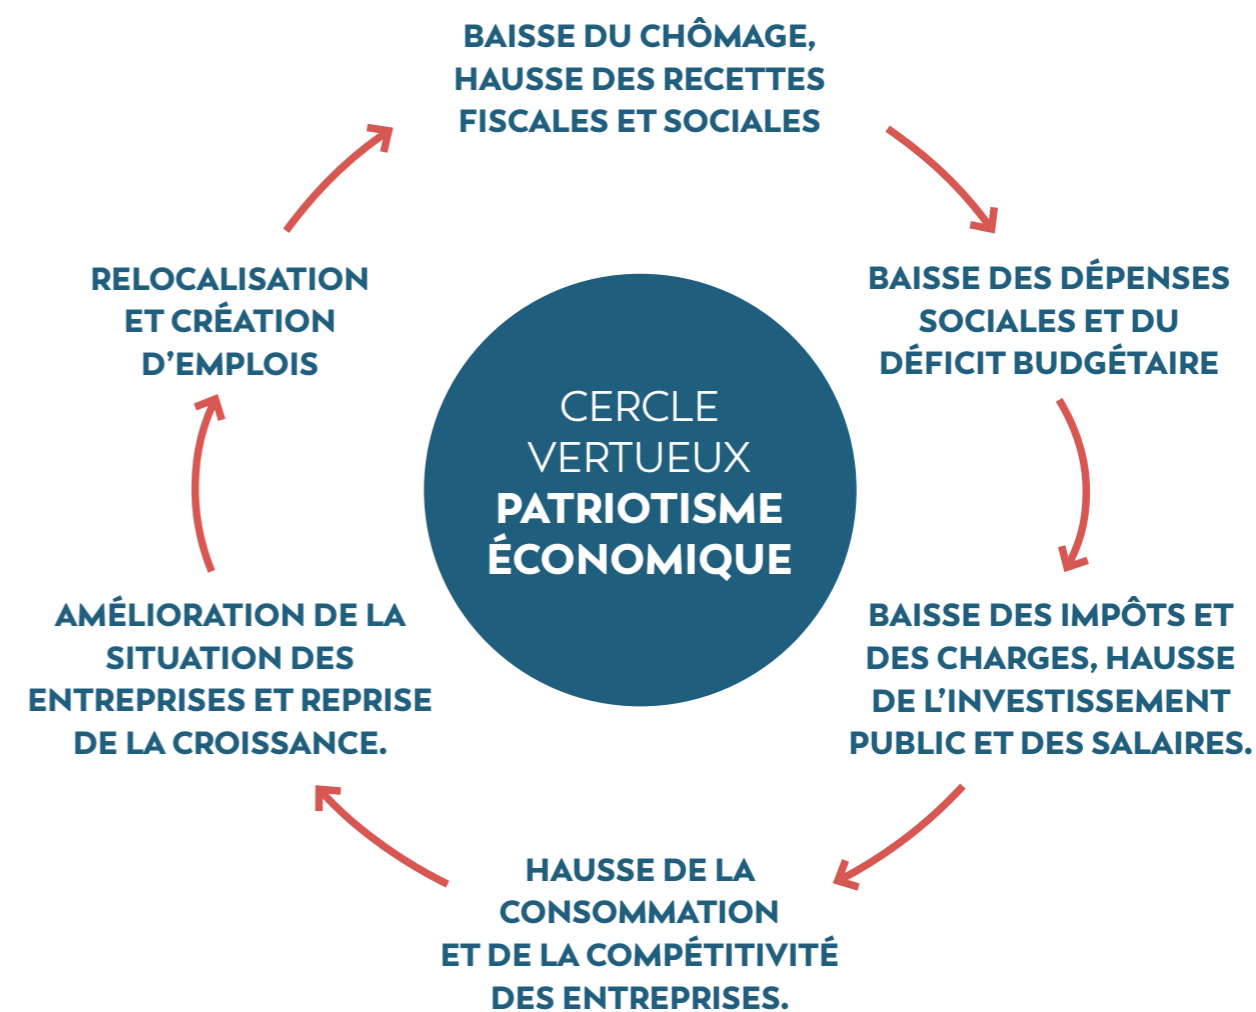 BAISSE DU CHÔMAGE,
HAUSSE DES RECETTES
FISCALES ET SOCIALES
BAISSE DES DÉPENSES
SOCIALES ET DU
DÉFICIT BUDGÉTAIRE
BAISSE DES IMPÔTS ET
DES CHARGES, HAUSSE
DE L’INVESTISSEMENT
PUBLIC ET DES SALAIRES.
HAUSSE DE LA
CONSOMMATION
ET DE LA COMPÉTITIVITÉ
DES ENTREPRISES.
AMÉLIORATION DE LA
SITUATION DES
ENTREPRISES ET REPRISE
DE LA CROISSANCE.
RELOCALISATION
ET CRÉATION
D’EMPLOIS
CERCLE
VERTUEUX
PATRIOTISME
ÉCONOMIQUE